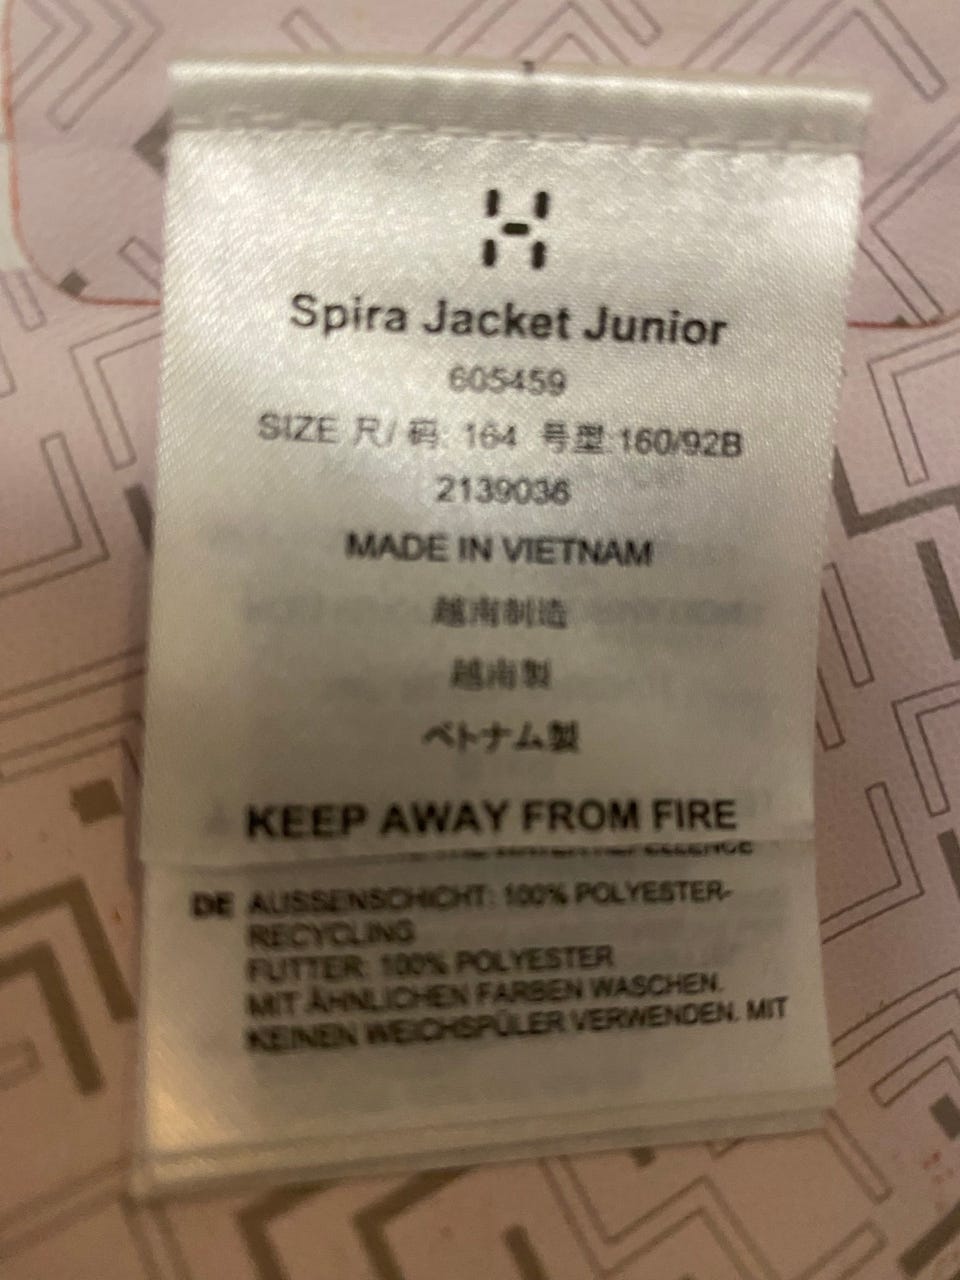 Spira Jacket Junior
605459
SIZE 尺/ 码: 164 号型:160/92B
2139036
MADE IN VIETNAM
越南制造
越南製
ベトナム製
KEEP AWAY FROM FIRE
DE AUSSENSCHICHT: 100% POLYESTER-
RECYCLING
FUTTER: 100% POLYESTER
MIT ÄHNLICHEN FARBEN WASCHEN.
KEINEN WEICHSPÜLER VERWENDEN. MIT